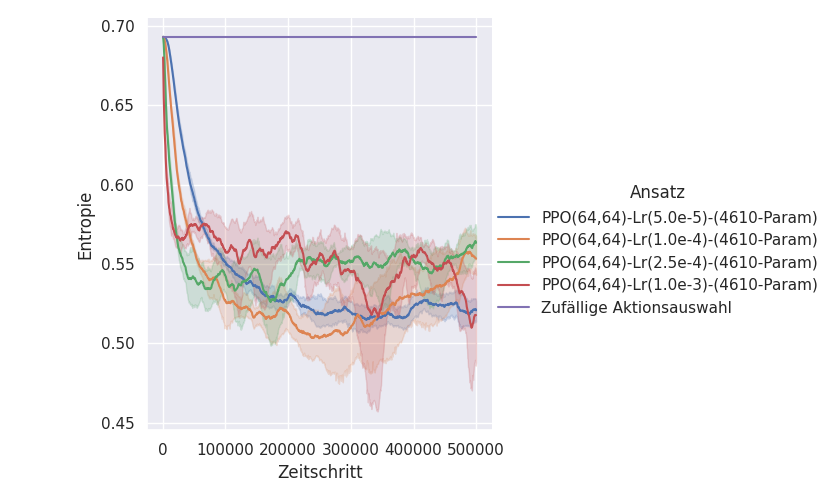 0.70
0.65
0.60
0.55
0.50
0.45
Entropie
0 100000 200000 300000 400000 500000
Zeitschritt
Ansatz
PPO(64,64)-Lr(5.0e-5)-(4610-Param)
PPO(64,64)-Lr(1.0e-4)-(4610-Param)
PPO(64,64)-Lr(2.5e-4)-(4610-Param)
PPO(64,64)-Lr(1.0e-3)-(4610-Param)
Zufällige Aktionsauswahl